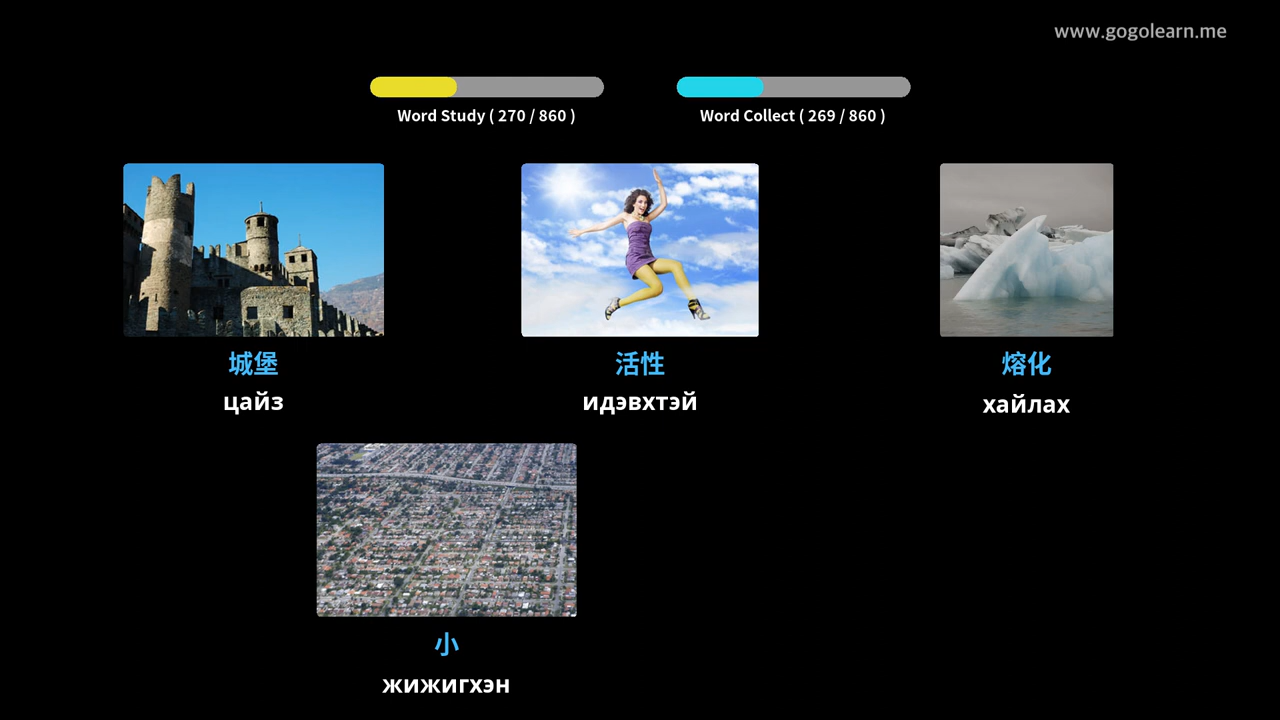 www.gogolearn.me
Word Study ( 270 / 860 )
Word Collect ( 269 / 860 )
城堡
цайз
活性
идэвхтэй
熔化
хайлах
小
жижигхэн